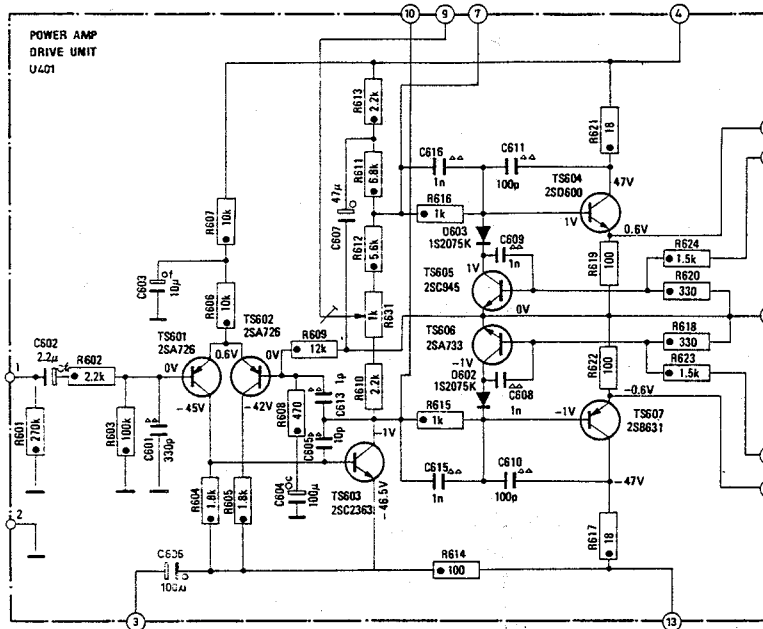 10
9
7
4
POWER AMP
DRIVE UNIT
U401
R613
2.2k
R621
18
C616
1n
C611
100p
R611
6.8k
47µ
C607
TS604
2SD600
47V
R607
10k
R616
1k
1V
0.6V
D603
1S2075K
R612
5.6k
C609
1n
R619
100
R624
1.5k
C603
10µ
1V
TS605
2SC945
R620
330
R606
10k
1k
R631
0V
TS601
2SA726
TS602
2SA726
R609
12k
TS606
2SA733
R618
330
C602
2.2µ
R602
2.2k
0V
0.6V
0V
R622
100
R623
1.5k
1
-1V
D602
1S2075K
R610
2.2k
1p
C613
R608
470
-45V
-42V
C608
1n
-0.6V
R601
270k
R603
100k
C601
330p
10p
C605
-1V
R615
1k
-1V
TS607
2SB631
C604
100µ
TS603
2SC2363
-46.5V
C615
1n
C610
100p
-47V
R604
1.8k
R605
1.8k
2
R617
18
C606
100µ
R614
100
3
13